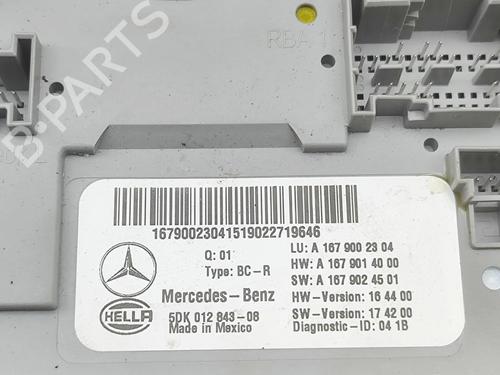 RBA 1
16790023041519022719646
Q: 01
Type: BC-R
Mercedes-Benz
HELLA
5DK 012 843-08
Made in Mexico
LU: A 167 900 23 04
HW: A 167 901 40 00
SW: A 167 902 45 01
HW-Version: 16 44 00
SW-Version: 17 42 00
Diagnostic-ID: 04 1B
B-PARTS